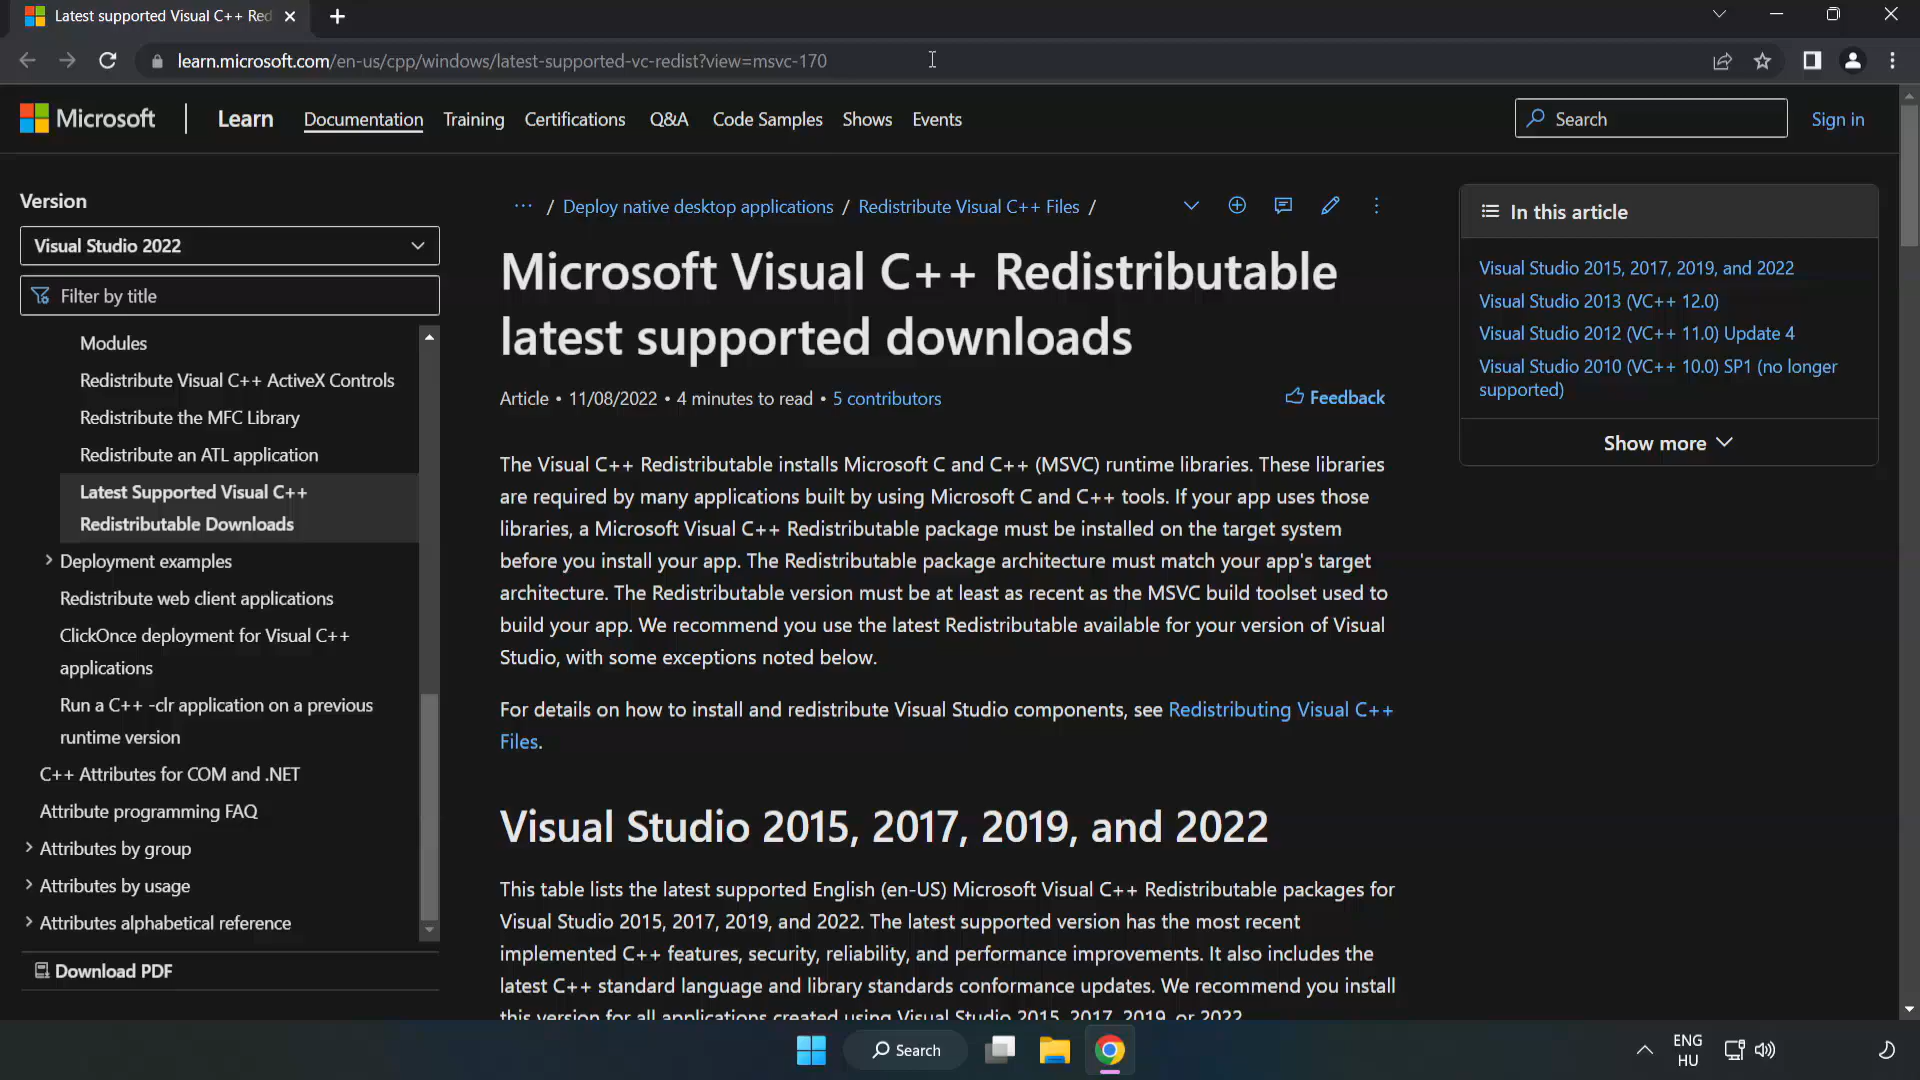 Latest supported Visual C++ Red
learn.microsoft.com/en-us/cpp/windows/latest-supported-vc-redist?view=msvc-170
Microsoft
Learn
Documentation
Training
Certifications
Q&A
Code Samples
Shows
Events
Search
Sign in
Version
Visual Studio 2022
Filter by title
Modules
Redistribute Visual C++ ActiveX Controls
Redistribute the MFC Library
Redistribute an ATL application
Latest Supported Visual C++
Redistributable Downloads
Deployment examples
Redistribute web client applications
ClickOnce deployment for Visual C++
applications
Run a C++ -clr application on a previous
runtime version
C++ Attributes for COM and .NET
Attribute programming FAQ
Attributes by group
Attributes by usage
Attributes alphabetical reference
Download PDF
··· / Deploy native desktop applications / Redistribute Visual C++ Files /
Microsoft Visual C++ Redistributable
latest supported downloads
Article • 11/08/2022 • 4 minutes to read • 5 contributors
Feedback
The Visual C++ Redistributable installs Microsoft C and C++ (MSVC) runtime libraries. These libraries
are required by many applications built by using Microsoft C and C++ tools. If your app uses those
libraries, a Microsoft Visual C++ Redistributable package must be installed on the target system
before you install your app. The Redistributable package architecture must match your app's target
architecture. The Redistributable version must be at least as recent as the MSVC build toolset used to
build your app. We recommend you use the latest Redistributable available for your version of Visual
Studio, with some exceptions noted below.
For details on how to install and redistribute Visual Studio components, see Redistributing Visual C++
Files.
Visual Studio 2015, 2017, 2019, and 2022
This table lists the latest supported English (en-US) Microsoft Visual C++ Redistributable packages for
Visual Studio 2015, 2017, 2019, and 2022. The latest supported version has the most recent
implemented C++ features, security, reliability, and performance improvements. It also includes the
latest C++ standard language and library standards conformance updates. We recommend you install
this version for all applications created using Visual Studio 2015, 2017, 2019, or 2022.
In this article
Visual Studio 2015, 2017, 2019, and 2022
Visual Studio 2013 (VC++ 12.0)
Visual Studio 2012 (VC++ 11.0) Update 4
Visual Studio 2010 (VC++ 10.0) SP1 (no longer
supported)
Show more
Search
ENG
HU